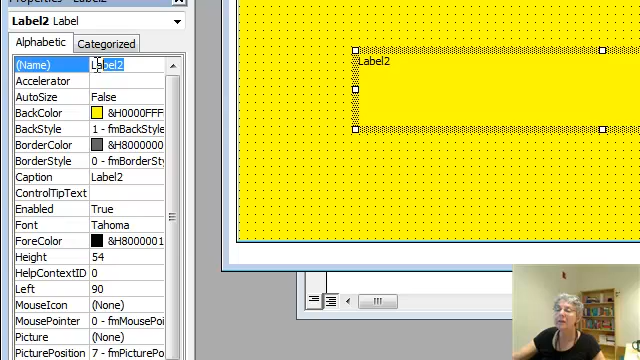 Properties - Label2
Label2 Label
Alphabetic Categorized
(Name) Label2
Accelerator
AutoSize False
BackColor &H0000FFF
BackStyle 1 - fmBackStyle
BorderColor &H8000000
BorderStyle 0 - fmBorderSty
Caption Label2
ControlTipText
Enabled True
Font Tahoma
ForeColor &H8000001
Height 54
HelpContextID 0
Left 90
MouseIcon (None)
MousePointer 0 - fmMousePoi
Picture (None)
PicturePosition 7 - fmPicturePo
Label2